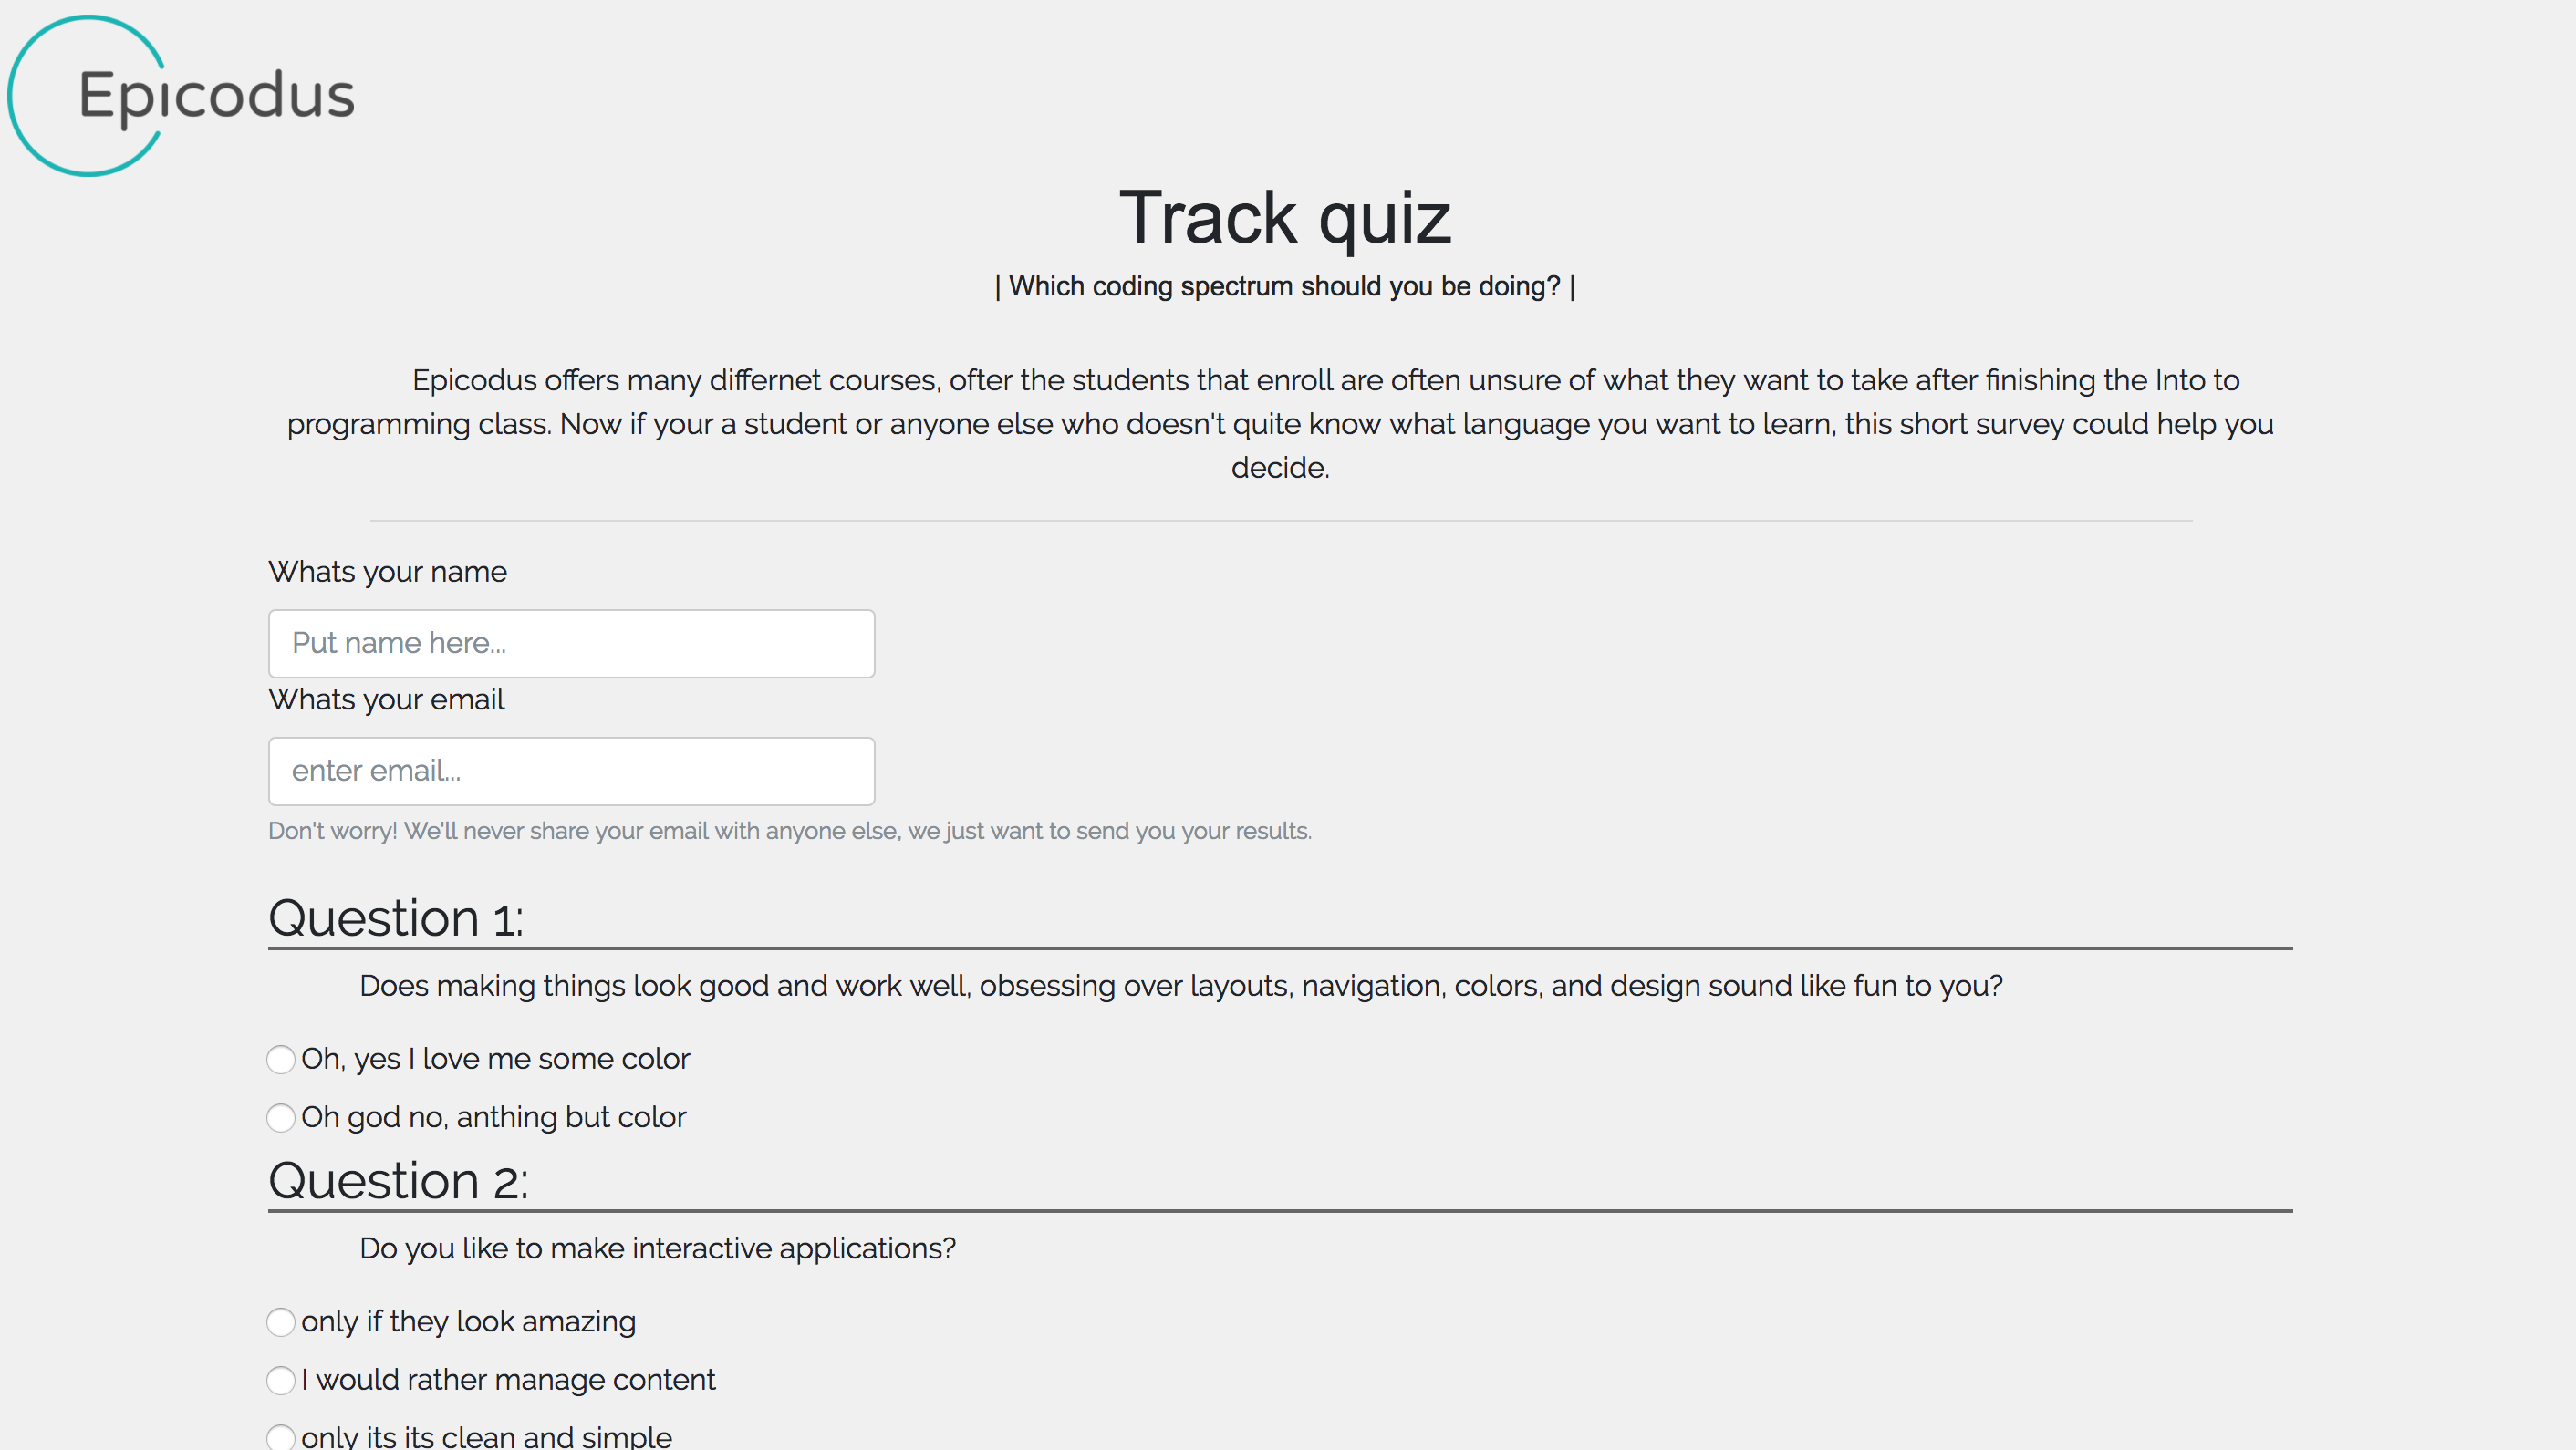 Epicodus
Track quiz
| Which coding spectrum should you be doing? |
Epicodus offers many differnet courses, ofter the students that enroll are often unsure of what they want to take after finishing the Into to
programming class. Now if your a student or anyone else who doesn't quite know what language you want to learn, this short survey could help you
decide.
Whats your name
Put name here...
Whats your email
enter email...
Don't worry! We'll never share your email with anyone else, we just want to send you your results.
Question 1:
Does making things look good and work well, obsessing over layouts, navigation, colors, and design sound like fun to you?
Oh, yes I love me some color
Oh god no, anthing but color
Question 2:
Do you like to make interactive applications?
only if they look amazing
I would rather manage content
only its its clean and simple